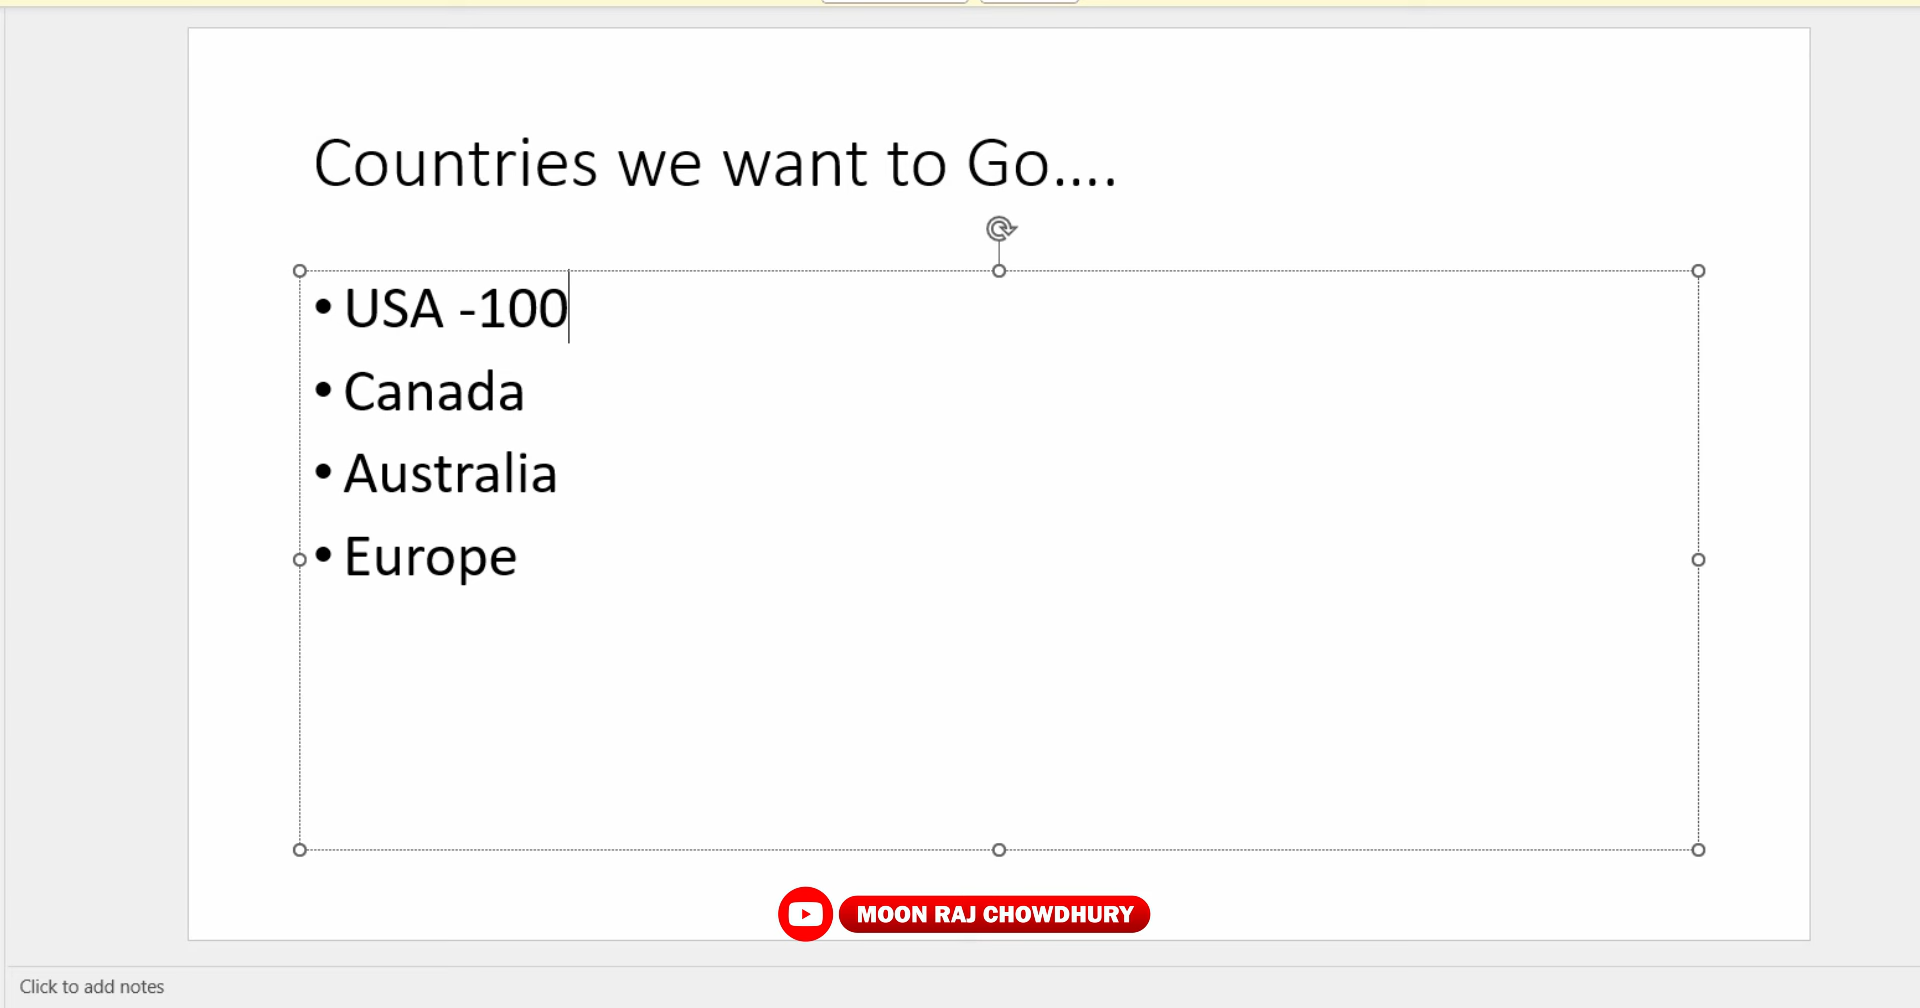 Countries we want to Go....
• USA -100
• Canada
• Australia
• Europe
MOON RAJ CHOWDHURY
Click to add notes